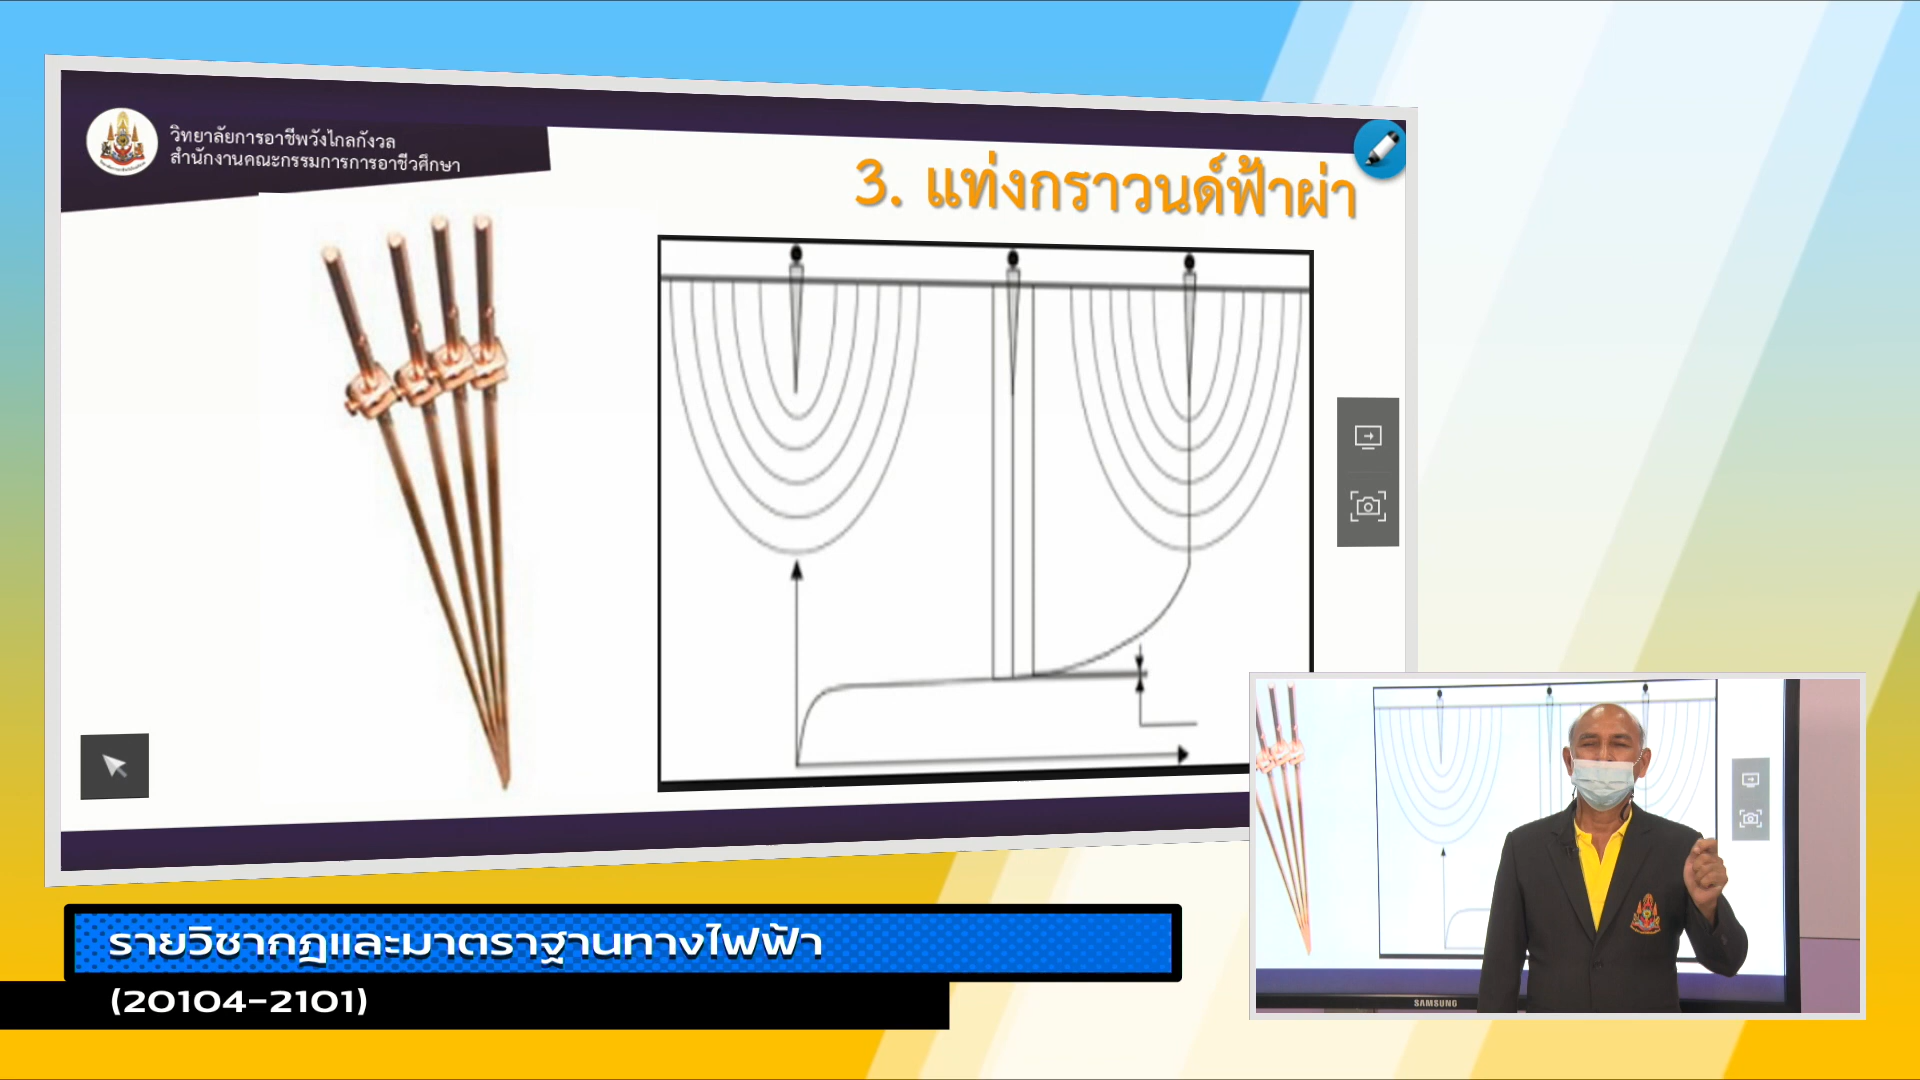 วิทยาลัยการอาชีพวังไกลกังวล
สำนักงานคณะกรรมการการอาชีวศึกษา
3. แท่งกราวนด์ฟ้าผ่า
SAMSUNG
รายวิชากฎและมาตราฐานทางไฟฟ้า
(20104-2101)